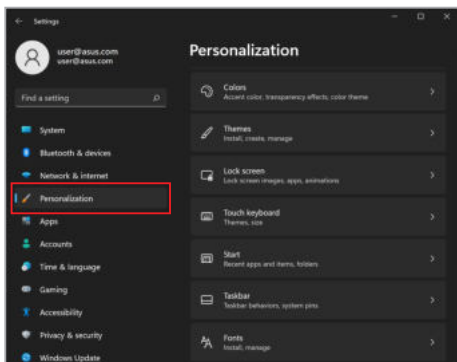 Settings
user@asus.com
user@asus.com
Find a setting
System
Bluetooth & devices
Network & internet
Personalization
Apps
Accounts
Time & language
Gaming
Accessibility
Privacy & security
Windows Update
Personalization
Colors
Accent color, transparency effects, color theme
Themes
Install, create, manage
Lock screen
Lock screen images, apps, animations
Touch keyboard
Themes, size
Start
Recent apps and items, folders
Taskbar
Taskbar behaviors, system pins
Fonts
Install, manage